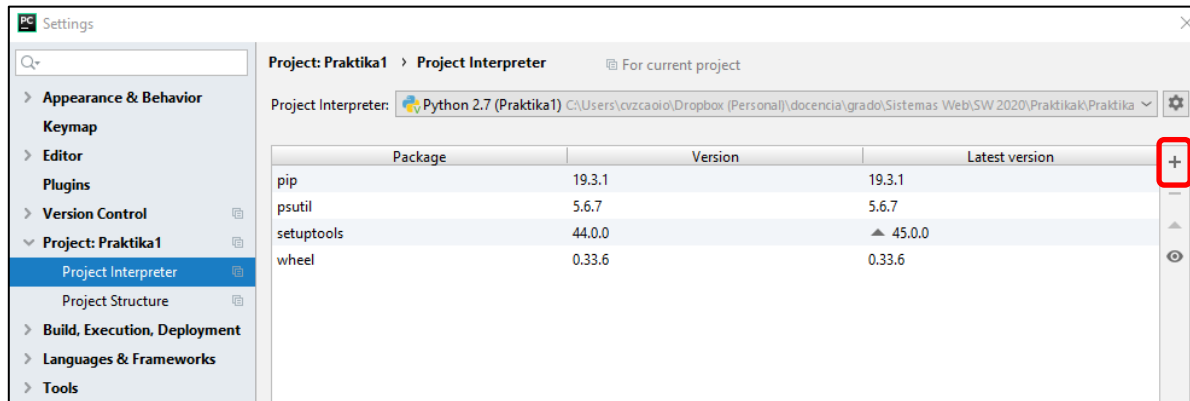 PC Settings
Project: Praktika1 > Project Interpreter For current project
Appearance & Behavior
Keymap
Editor
Plugins
Version Control
Project: Praktika1
Project Interpreter
Project Structure
Build, Execution, Deployment
Languages & Frameworks
Tools
Project Interpreter: Python 2.7 (Praktika1) C:\Users\cvzcaoio\Dropbox (Personal)\docencia\grado\Sistemas Web\SW 2020\Praktikak\Praktika
Package Version Latest version
pip 19.3.1 19.3.1
psutil 5.6.7 5.6.7
setuptools 44.0.0 45.0.0
wheel 0.33.6 0.33.6